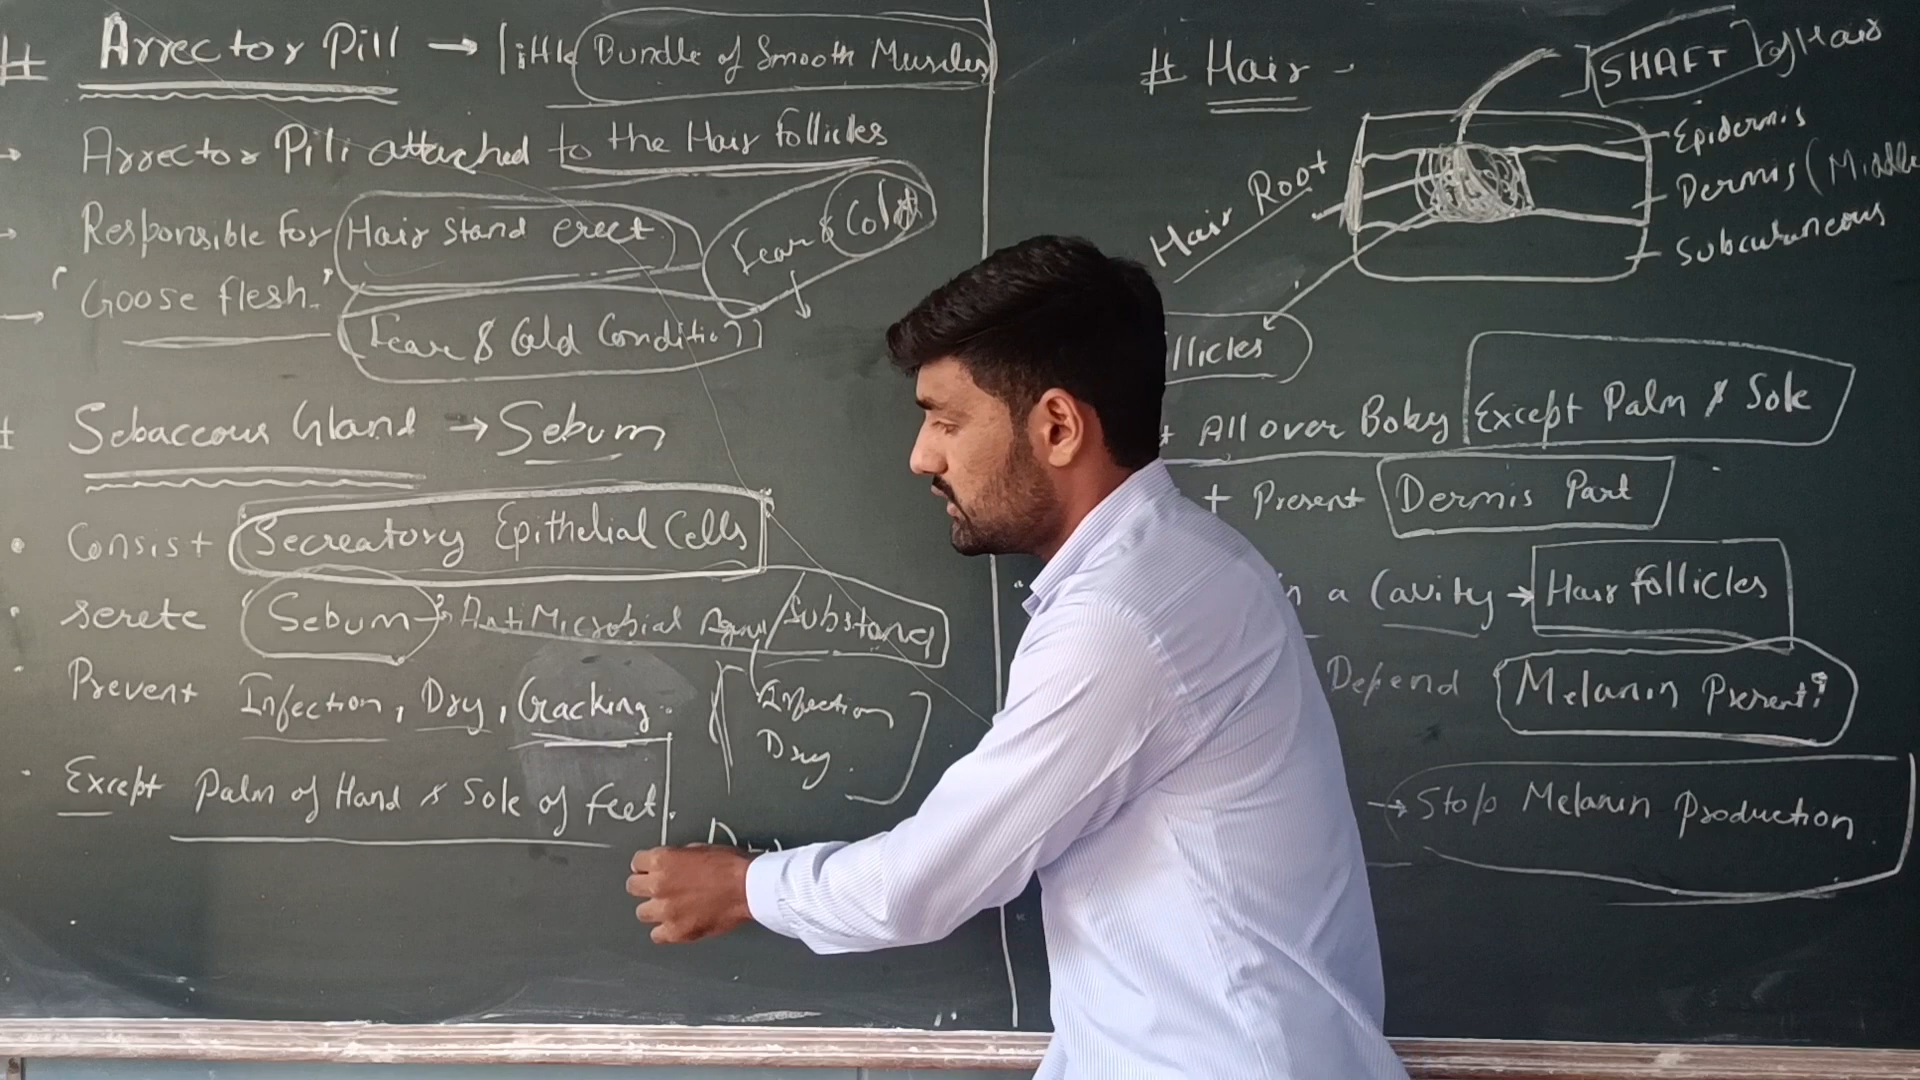 # Arrector Pill → little Bundle of Smooth Muscles
→ Arrector Pili attached to the Hair follicles
→ Responsible for Hair stand erect Fear & Cold
→ "Goose flesh." Fear & Cold Condition
# Sebaceous Gland → Sebum
• Consist Secreatory Epithelial Cells
• serete "Sebum" → AntiMicrobial Agent/Substance
• Prevent Infection, Dry, Cracking.
Infection
Dry.
• Except Palm of Hand & Sole of feet.
# Hair -
SHAFT of Hair
Epidermis
Dermis (Middle
Subcutaneous
Hair Root
llicles
+ All over Boby Except Palm & Sole
+ Present Dermis Part
a Cavity → Hair follicles
Depend Melanin Present
→ Stop Melanin Production